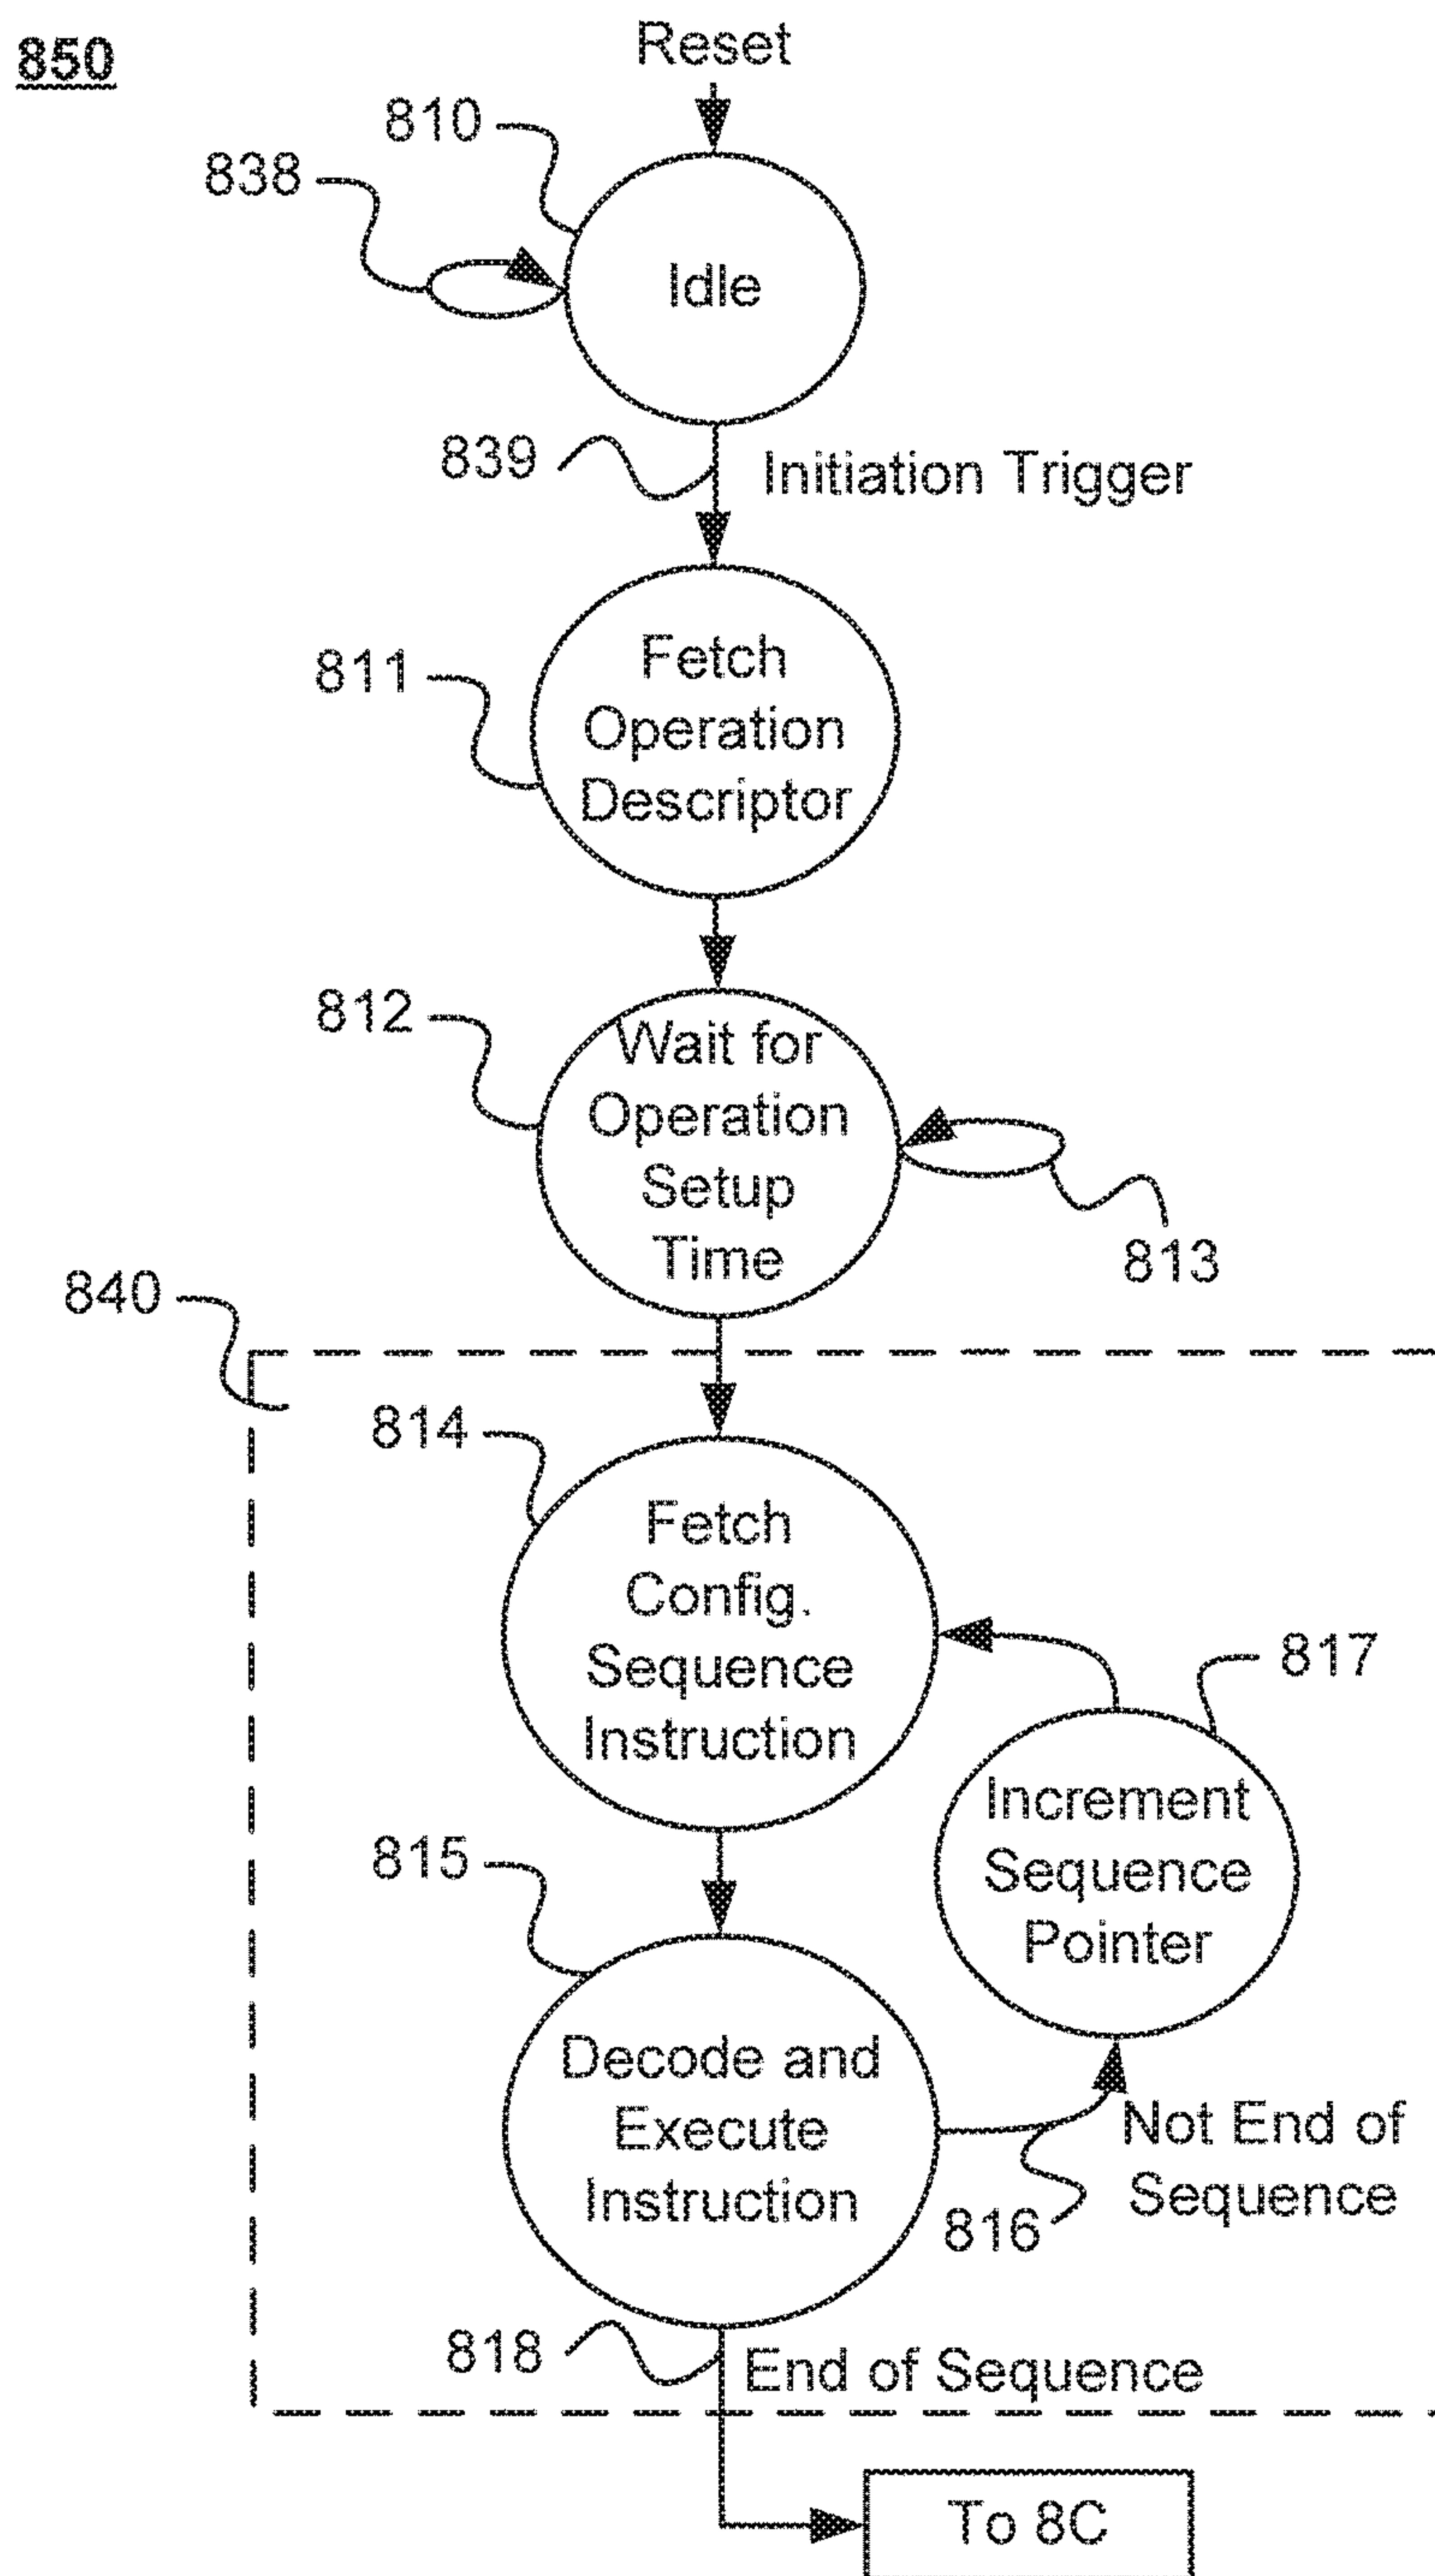 850
Reset
810
838
Idle
839
Initiation Trigger
811
Fetch
Operation
Descriptor
812
Wait for
Operation
Setup
Time
813
840
814
Fetch
Config.
Sequence
Instruction
817
Increment
Sequence
Pointer
815
Decode and
Execute
Instruction
Not End of
Sequence
816
818
End of Sequence
To 8C